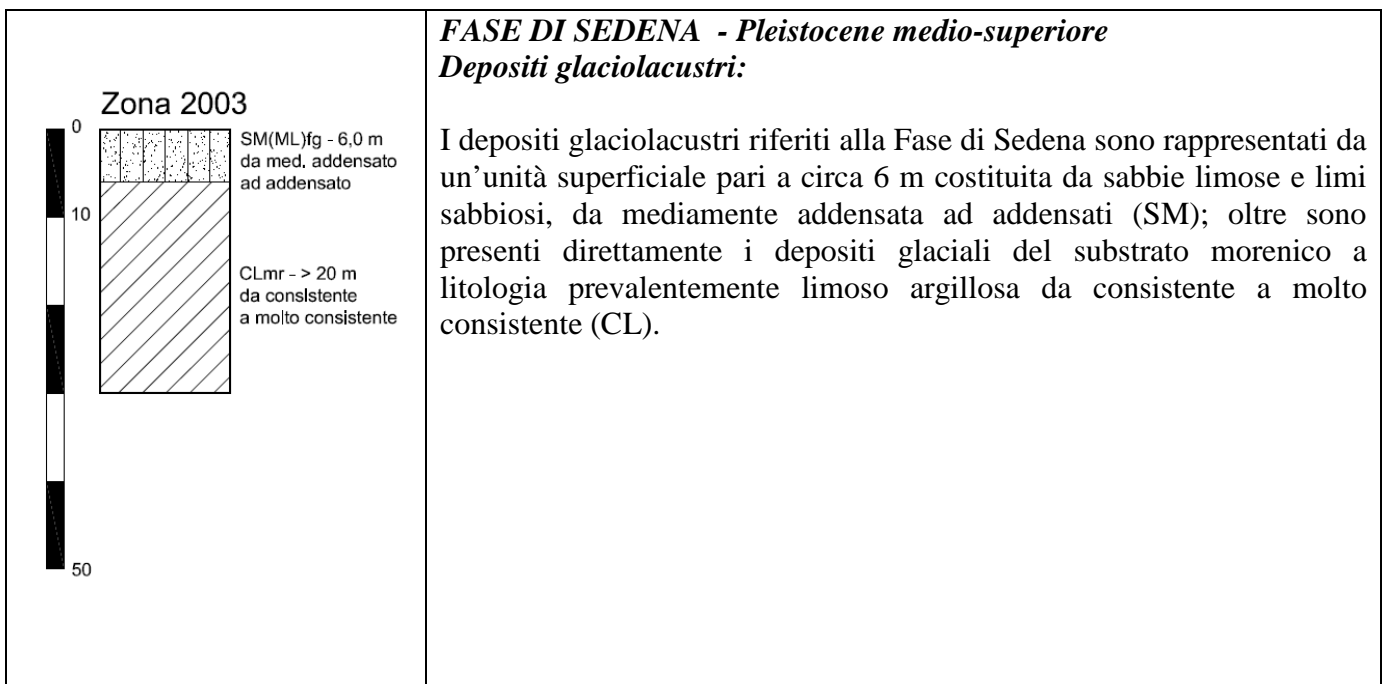 Zona 2003
0
SM(ML)fg - 6,0 m
da med. addensato
ad addensato
10
CLmr - > 20 m
da consistente
a molto consistente
50
FASE DI SEDENA - Pleistocene medio-superiore
Depositi glaciolacustri:
I depositi glaciolacustri riferiti alla Fase di Sedena sono rappresentati da
un'unità superficiale pari a circa 6 m costituita da sabbie limose e limi
sabbiosi, da mediamente addensata ad addensati (SM); oltre sono
presenti direttamente i depositi glaciali del substrato morenico a
litologia prevalentemente limoso argillosa da consistente a molto
consistente (CL).